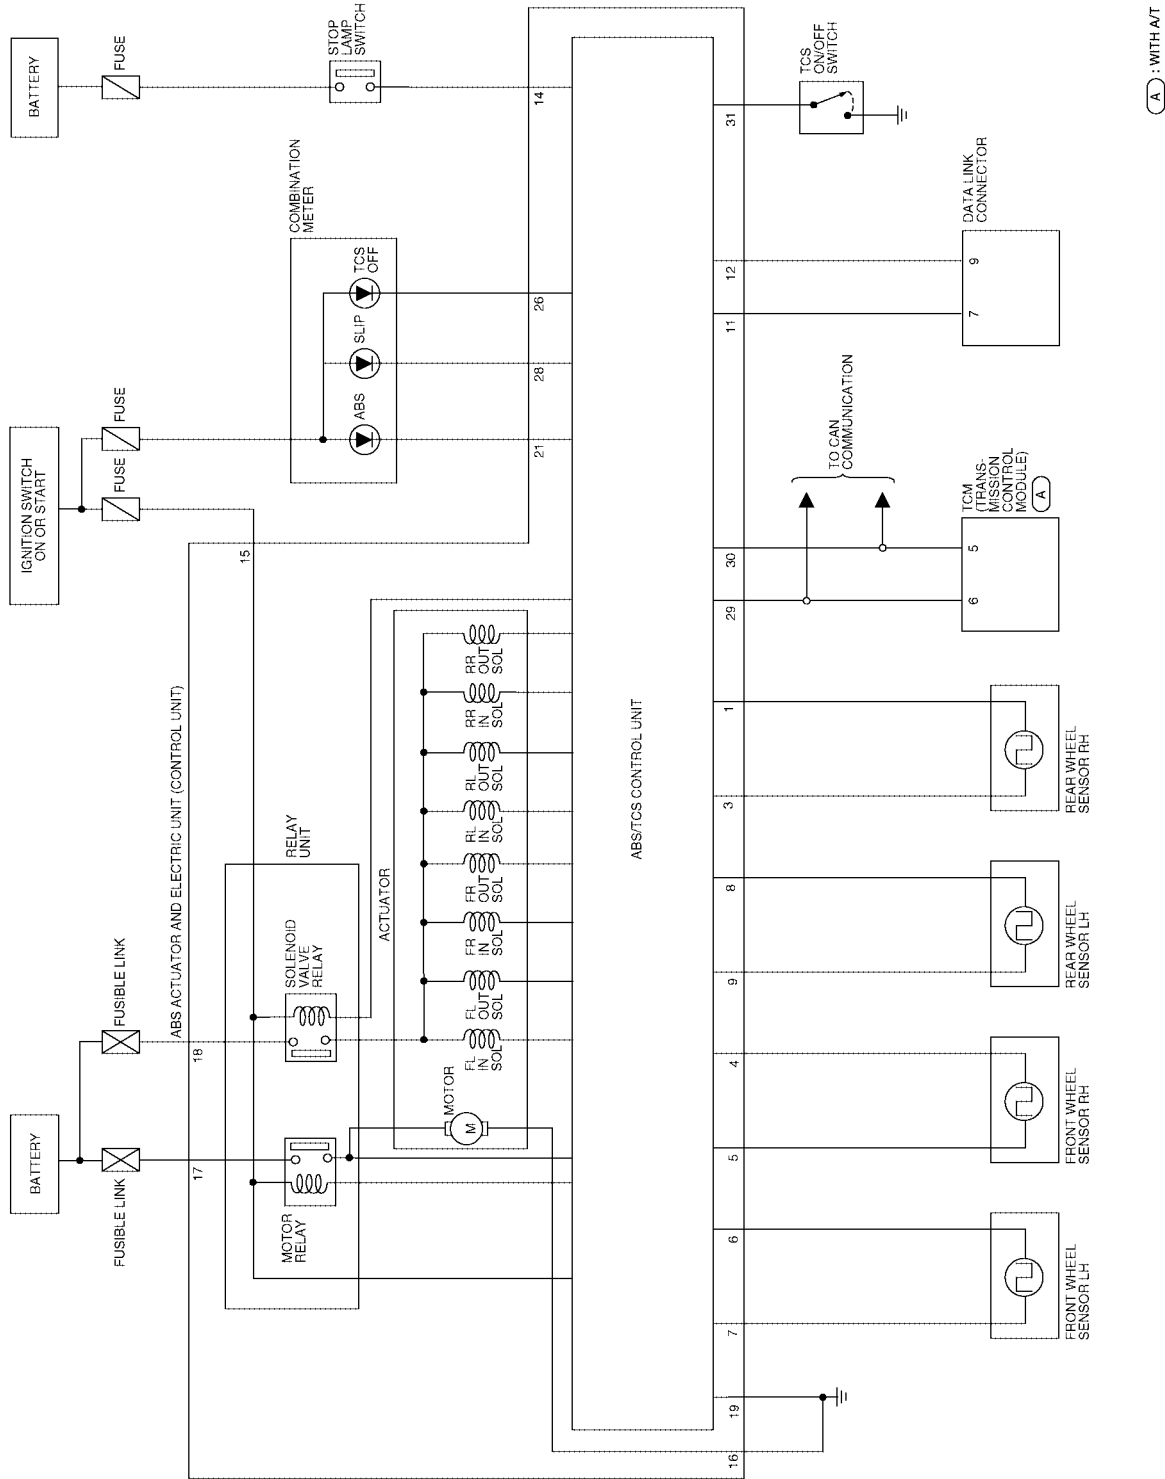 BATTERY
IGNITION SWITCH
ON OR START
BATTERY
FUSIBLE LINK
FUSIBLE LINK
FUSE
FUSE
FUSE
17
18
15
ABS ACTUATOR AND ELECTRIC UNIT (CONTROL UNIT)
MOTOR
RELAY
SOLENOID
VALVE
RELAY
RELAY
UNIT
COMBINATION
METER
STOP
LAMP
SWITCH
ABS
SLIP
TCS
OFF
ACTUATOR
MOTOR
M
FL
IN
SOL
FL
OUT
SOL
FR
IN
SOL
FR
OUT
SOL
RL
IN
SOL
RL
OUT
SOL
RR
IN
SOL
RR
OUT
SOL
21
28
26
14
ABS/TCS CONTROL UNIT
16
19
7
6
5
4
9
8
3
1
29
30
11
12
31
TCS
ON/OFF
SWITCH
TO CAN
COMMUNICATION
TCM
(TRANS-
MISSION
CONTROL
MODULE)
A
6
5
DATA LINK
CONNECTOR
7
9
FRONT WHEEL
SENSOR LH
FRONT WHEEL
SENSOR RH
REAR WHEEL
SENSOR LH
REAR WHEEL
SENSOR RH
A : WITH A/T